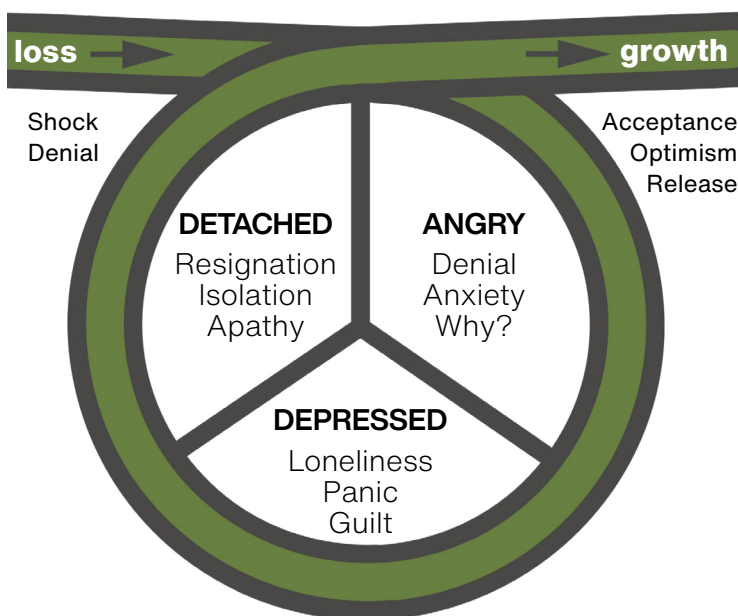 loss
growth
Shock
Denial
Acceptance
Optimism
Release
DETACHED
Resignation
Isolation
Apathy
ANGRY
Denial
Anxiety
Why?
DEPRESSED
Loneliness
Panic
Guilt